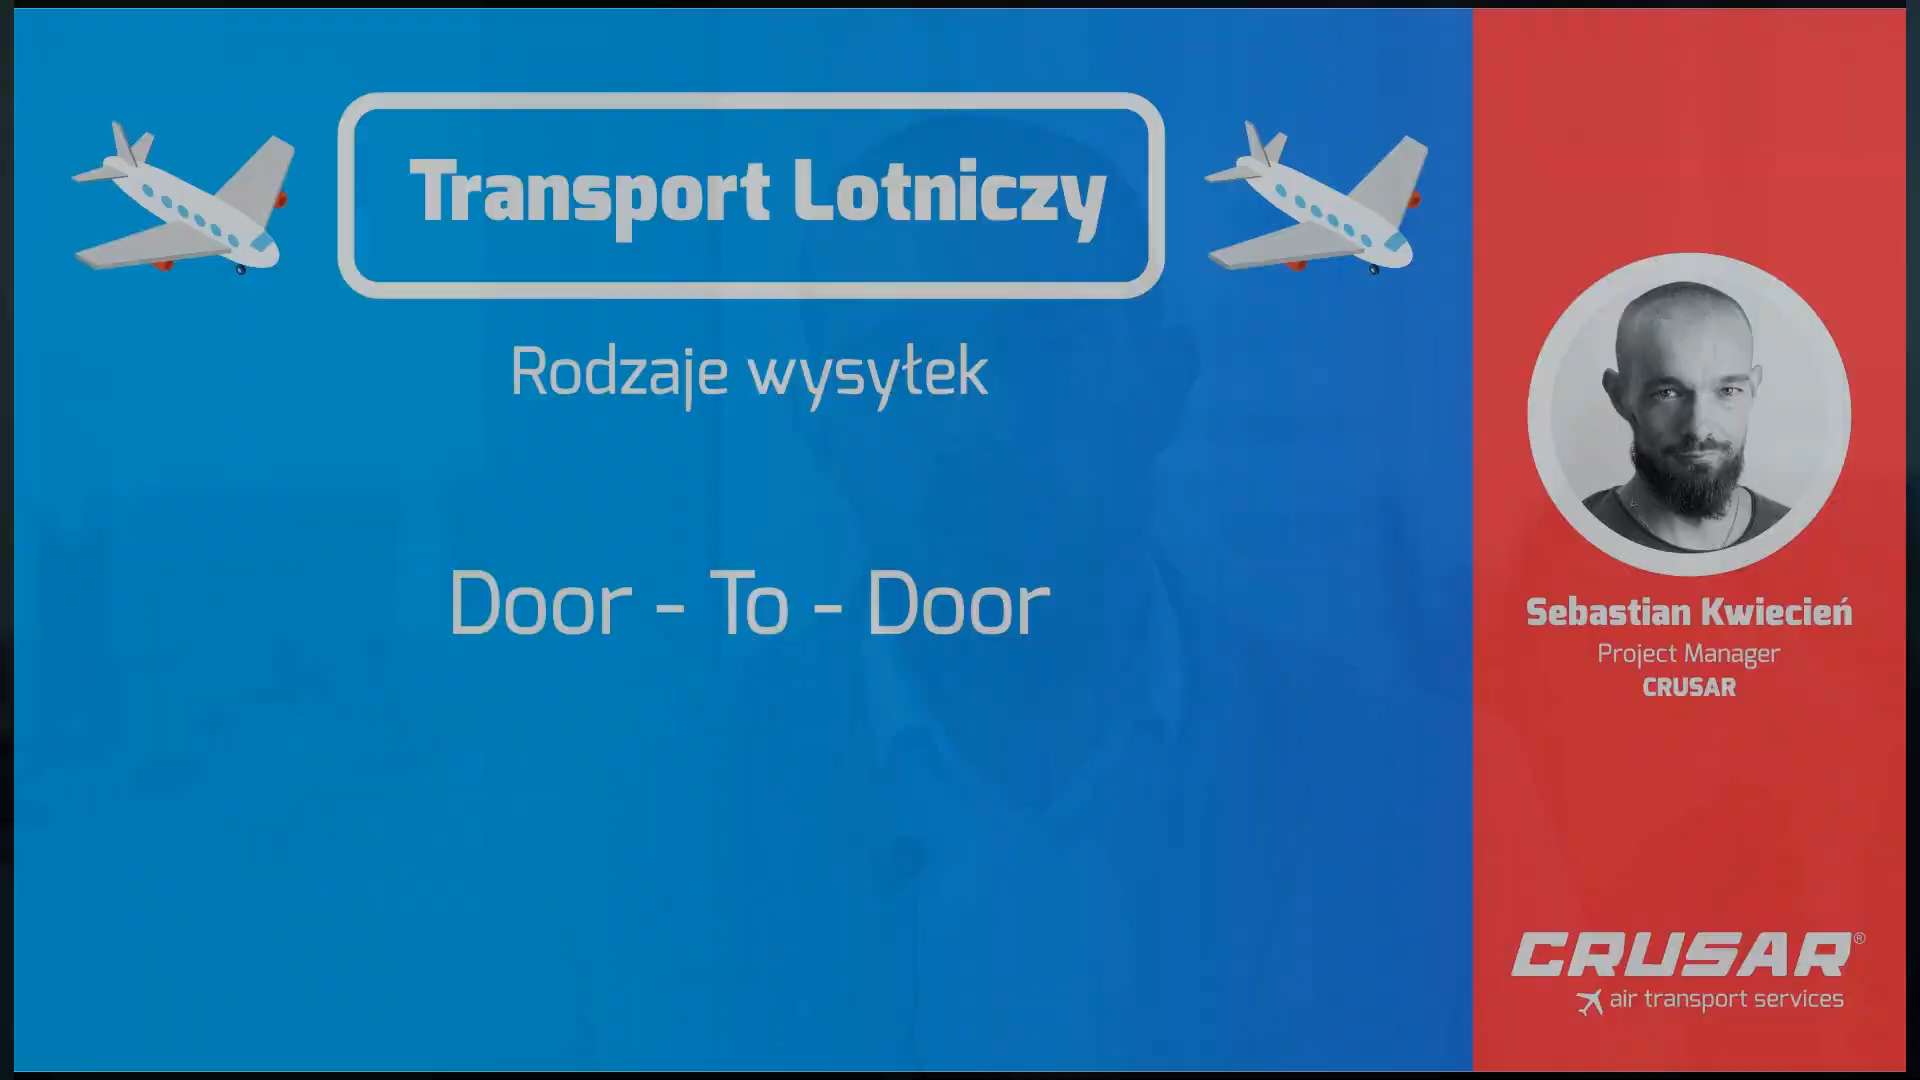 Transport Lotniczy
Rodzaje wysyłek
Door - To - Door
Sebastian Kwiecień
Project Manager
CRUSAR
CRUSAR®
air transport services